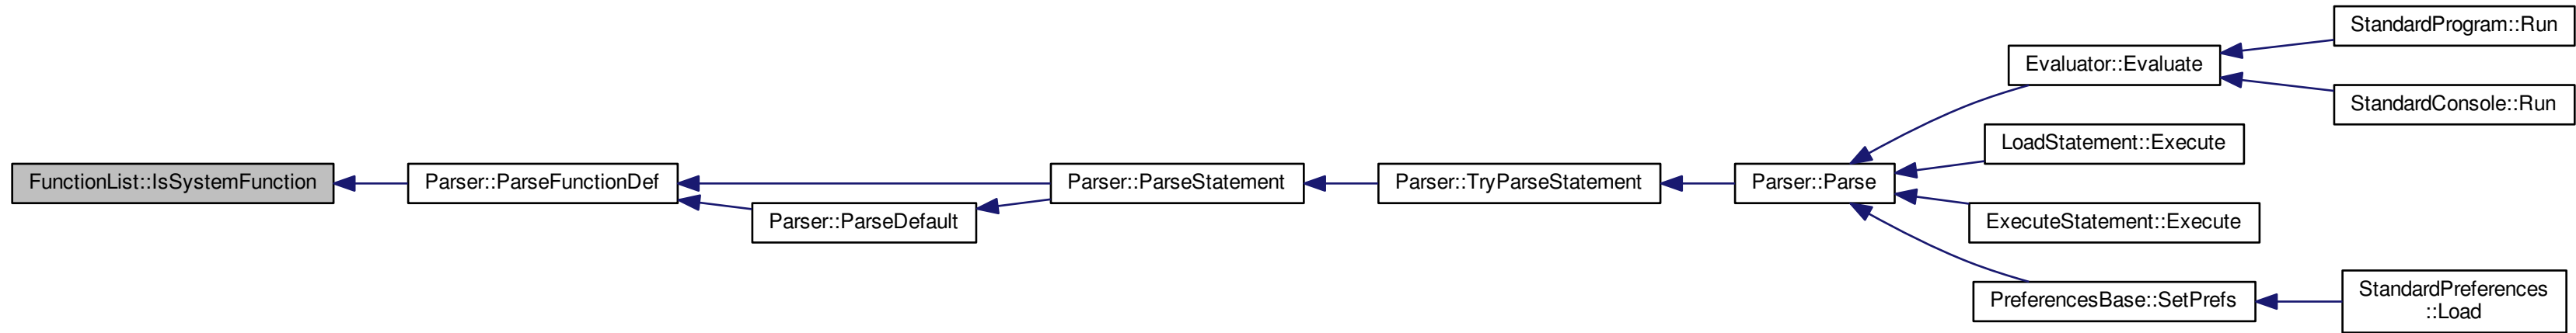 FunctionList::IsSystemFunction
Parser::ParseFunctionDef
Parser::ParseDefault
Parser::ParseStatement
Parser::TryParseStatement
Parser::Parse
Evaluator::Evaluate
StandardProgram::Run
StandardConsole::Run
LoadStatement::Execute
ExecuteStatement::Execute
PreferencesBase::SetPrefs
StandardPreferences
::Load